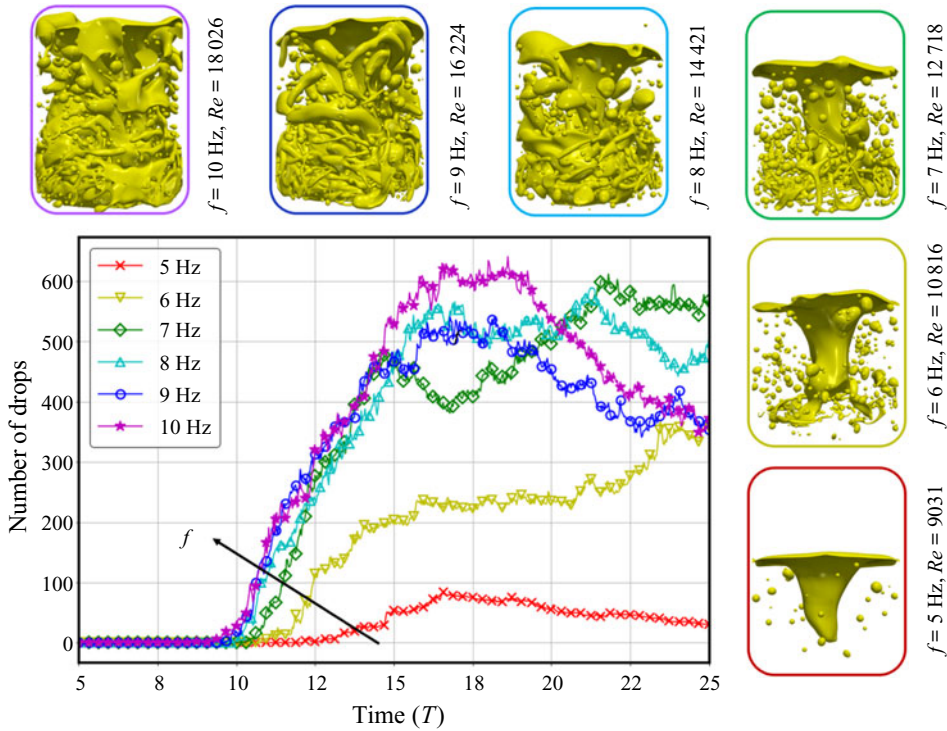 f = 10 Hz, Re = 18 026
f = 9 Hz, Re = 16 224
f = 8 Hz, Re = 14 421
f = 7 Hz, Re = 12 718
f = 6 Hz, Re = 10 816
f = 5 Hz, Re = 9031
Number of drops
600
500
400
300
200
100
0
5 Hz
6 Hz
7 Hz
8 Hz
9 Hz
10 Hz
f
5 8 10 12 15 17 20 22 25
Time (T)